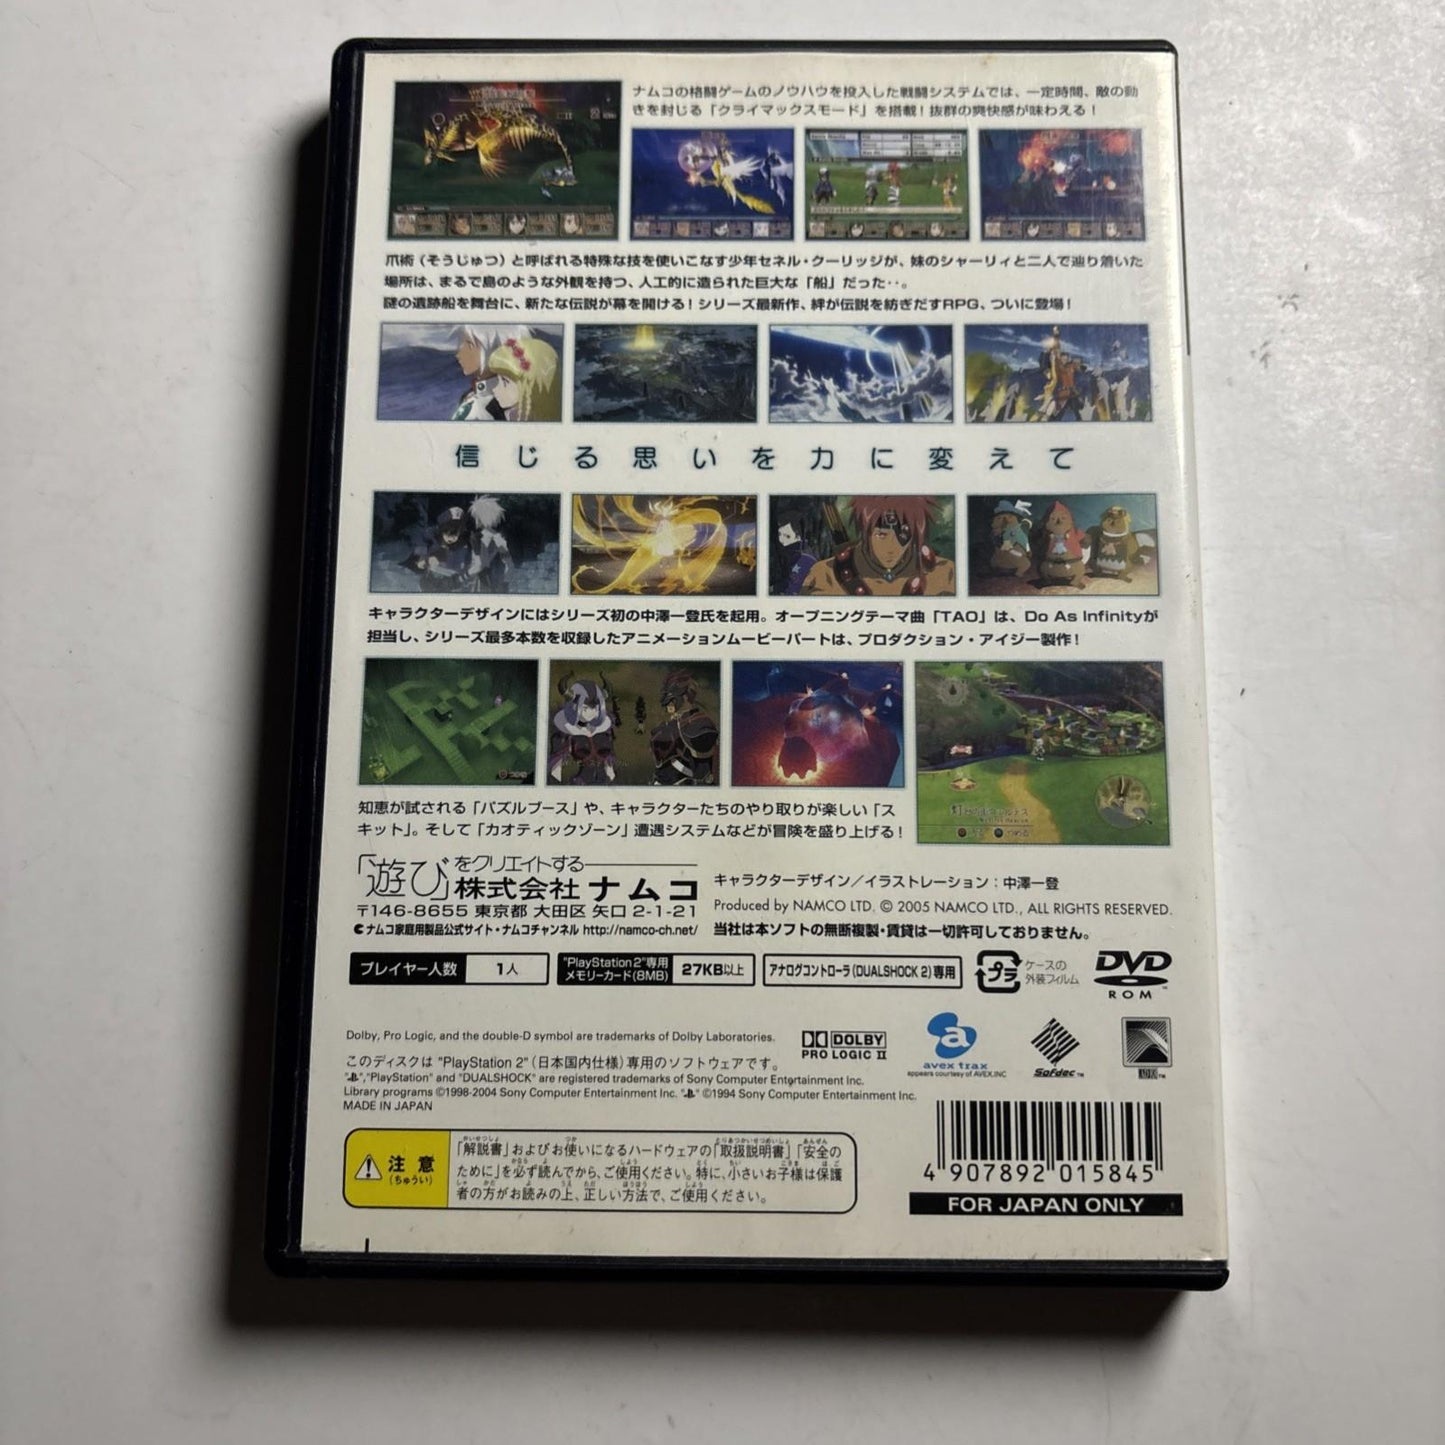 ナムコの格闘ゲームのノウハウを投入した戦闘システムでは、一定時間、敵の動
きを封じる「クライマックスモード」を搭載！抜群の爽快感が味わえる！
爪術（そうじゅつ）と呼ばれる特殊な技を使いこなす少年セネル・クーリッジが、妹のシャーリィと二人で辿り着いた
場所は、まるで島のような外観を持つ、人工的に造られた巨大な「船」だった‥。
謎の遺跡船を舞台に、新たな伝説が幕を開ける！シリーズ最新作、絆が伝説を紡ぎだすRPG、ついに登場！
信じる思いを力に変えて
キャラクターデザインにはシリーズ初の中澤一登氏を起用。オープニングテーマ曲「TAO」は、Do As Infinityが
担当し、シリーズ最多本数を収録したアニメーションムービーパートは、プロダクション・アイジー製作！
知恵が試される「パズルブース」や、キャラクターたちのやり取りが楽しい「ス
キット」。そして「カオティックゾーン」遭遇システムなどが冒険を盛り上げる！
「遊び」をクリエイトする
株式会社ナムコ
〒146-8655 東京都 大田区 矢口 2-1-21
ナムコ家庭用製品公式サイト・ナムコチャンネル http://namco-ch.net/
キャラクターデザイン／イラストレーション：中澤一登
Produced by NAMCO LTD. © 2005 NAMCO LTD., ALL RIGHTS RESERVED.
当社は本ソフトの無断複製・賃貸は一切許可しておりません。
プレイヤー人数 1人
"PlayStation 2"専用
メモリーカード(8MB) 27KB以上
アナログコントローラ(DUALSHOCK 2)専用
プラ
ケースの
外装フィルム
DVD
ROM
Dolby, Pro Logic, and the double-D symbol are trademarks of Dolby Laboratories.
このディスクは "PlayStation 2"（日本国内仕様）専用のソフトウェアです。
"PS","PlayStation" and "DUALSHOCK" are registered trademarks of Sony Computer Entertainment Inc.
Library programs ©1998-2004 Sony Computer Entertainment Inc. "PS" ©1994 Sony Computer Entertainment Inc.
MADE IN JAPAN
DOLBY
PRO LOGIC II
a
avex trax
appears courtesy of AVEX.INC
SofdecTM
ADX TM
注意
（ちゅうい）
「解説書」およびお使いになるハードウェアの「取扱説明書」「安全の
ために」を必ず読んでから、ご使用ください。特に、小さいお子様は保護
者の方がお読みの上、正しい方法で、ご使用ください。
4 907892 015845
FOR JAPAN ONLY